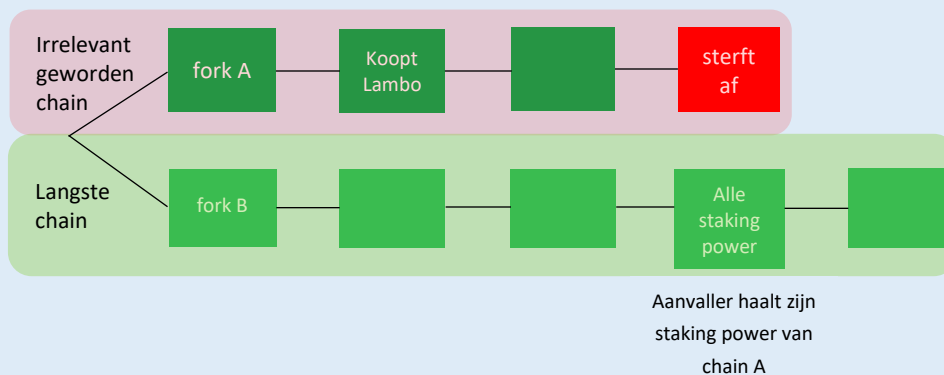 Irrelevant
geworden
chain
fork A
Koopt
Lambo
sterft
af
Langste
chain
fork B
Alle
staking
power
Aanvaller haalt zijn
staking power van
chain A